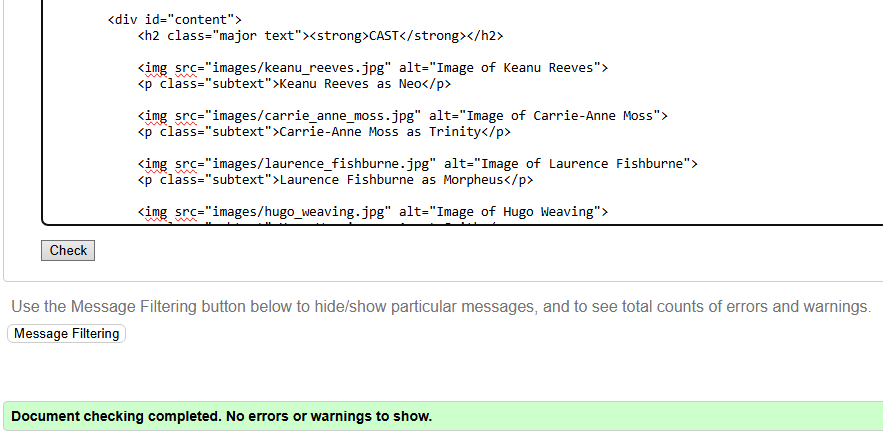 <div id="content">
<h2 class="major text"><strong>CAST</strong></h2>
<img src="images/keanu_reeves.jpg" alt="Image of Keanu Reeves">
<p class="subtext">Keanu Reeves as Neo</p>
<img src="images/carrie_anne_moss.jpg" alt="Image of Carrie-Anne Moss">
<p class="subtext">Carrie-Anne Moss as Trinity</p>
<img src="images/laurence_fishburne.jpg" alt="Image of Laurence Fishburne">
<p class="subtext">Laurence Fishburne as Morpheus</p>
<img src="images/hugo_weaving.jpg" alt="Image of Hugo Weaving">
Check
Use the Message Filtering button below to hide/show particular messages, and to see total counts of errors and warnings.
Message Filtering
Document checking completed. No errors or warnings to show.